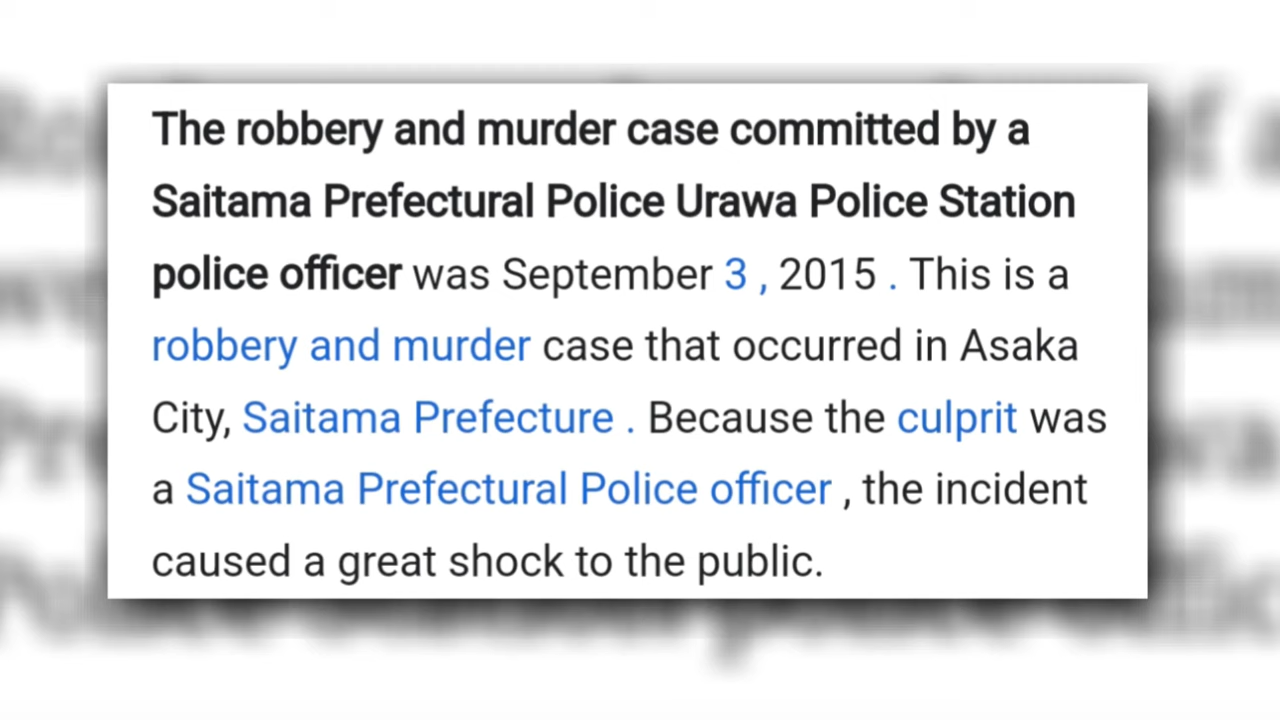 The robbery and murder case committed by a
Saitama Prefectural Police Urawa Police Station
police officer was September 3 , 2015 . This is a
robbery and murder case that occurred in Asaka
City, Saitama Prefecture . Because the culprit was
a Saitama Prefectural Police officer , the incident
caused a great shock to the public.